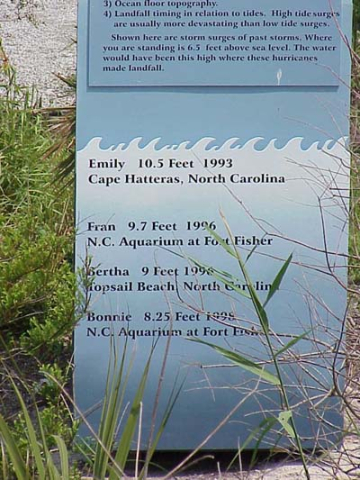 3) Ocean floor topography.
4) Landfall timing in relation to tides. High tide surges
are usually more devastating than low tide surges.
Shown here are storm surges of past storms. Where
you are standing is 6.5 feet above sea level. The water
would have been this high where these hurricanes
made landfall.
Emily 10.5 Feet 1993
Cape Hatteras, North Carolina
Fran 9.7 Feet 1996
N.C. Aquarium at Fort Fisher
Bertha 9 Feet 1996
Topsail Beach, North Carolina
Bonnie 8.25 Feet 1998
N.C. Aquarium at Fort Fisher